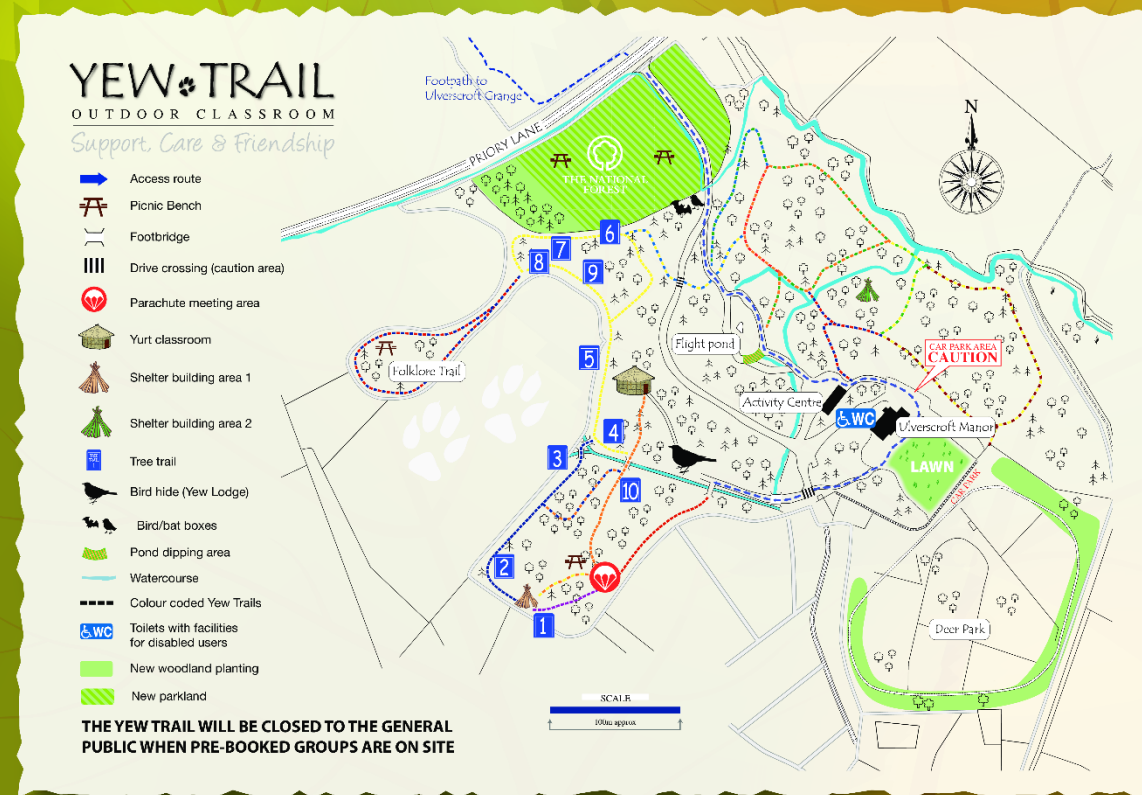 YEW TRAIL
OUTDOOR CLASSROOM
Support, Care & Friendship
Access route
Picnic Bench
Footbridge
Drive crossing (caution area)
Parachute meeting area
Yurt classroom
Shelter building area 1
Shelter building area 2
Tree trail
Bird hide (Yew Lodge)
Bird/bat boxes
Pond dipping area
Watercourse
Colour coded Yew Trails
WC
Toilets with facilities
for disabled users
New woodland planting
New parkland
THE YEW TRAIL WILL BE CLOSED TO THE GENERAL
PUBLIC WHEN PRE-BOOKED GROUPS ARE ON SITE
Footpath to
Ulverscroft Grange
PRIORY LANE
THE NATIONAL
FOREST
N
6
7
8
9
Flight pond
CAR PARK AREA
CAUTION
5
Folklore Trail
Activity Centre
WC
Ulverscroft Manor
4
3
LAWN
CAR PARK
10
2
1
Deer Park
SCALE
100m approx